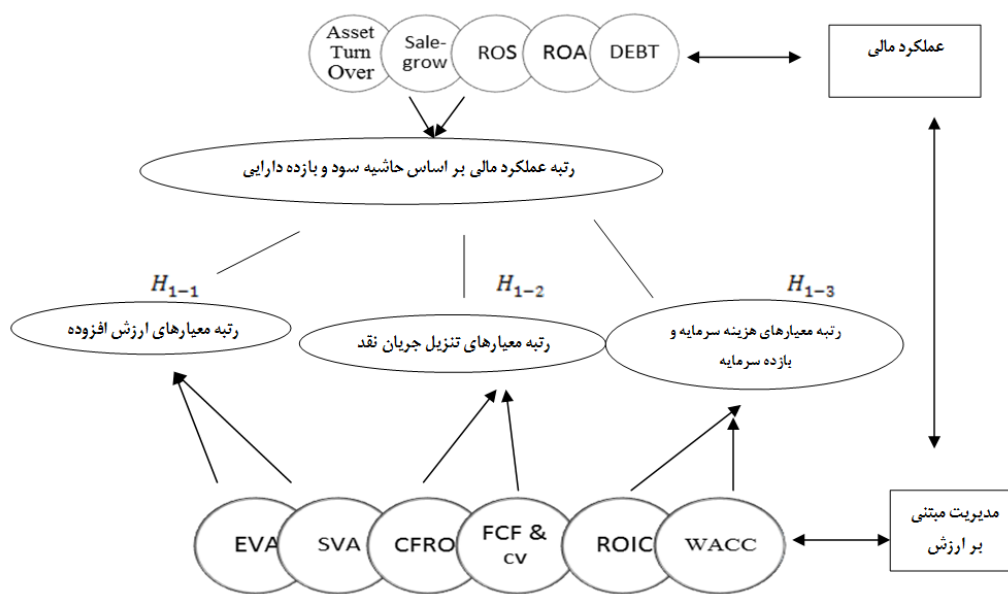 Asset
Turn
Over
Sale-
grow
ROS
ROA
DEBT
عملکرد مالی
رتبه عملکرد مالی بر اساس حاشیه سود و بازده دارایی
H1−1
H1−2
H1−3
رتبه معیارهای ارزش افزوده
رتبه معیارهای تنزیل جریان نقد
رتبه معیارهای هزینه سرمایه و
بازده سرمایه
EVA
SVA
CFRO
FCF &
cv
ROIC
WACC
مدیریت مبتنی
بر ارزش